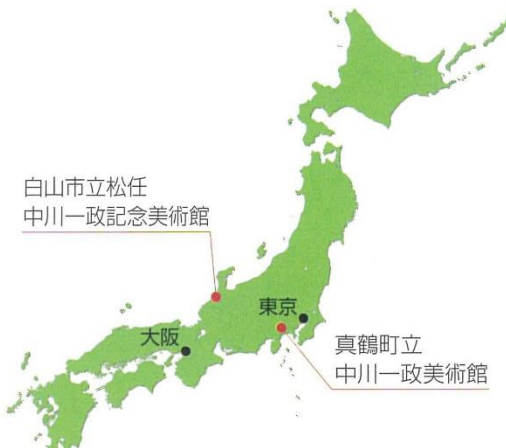 白山市立松任
中川一政記念美術館
東京
大阪
真鶴町立
中川一政美術館